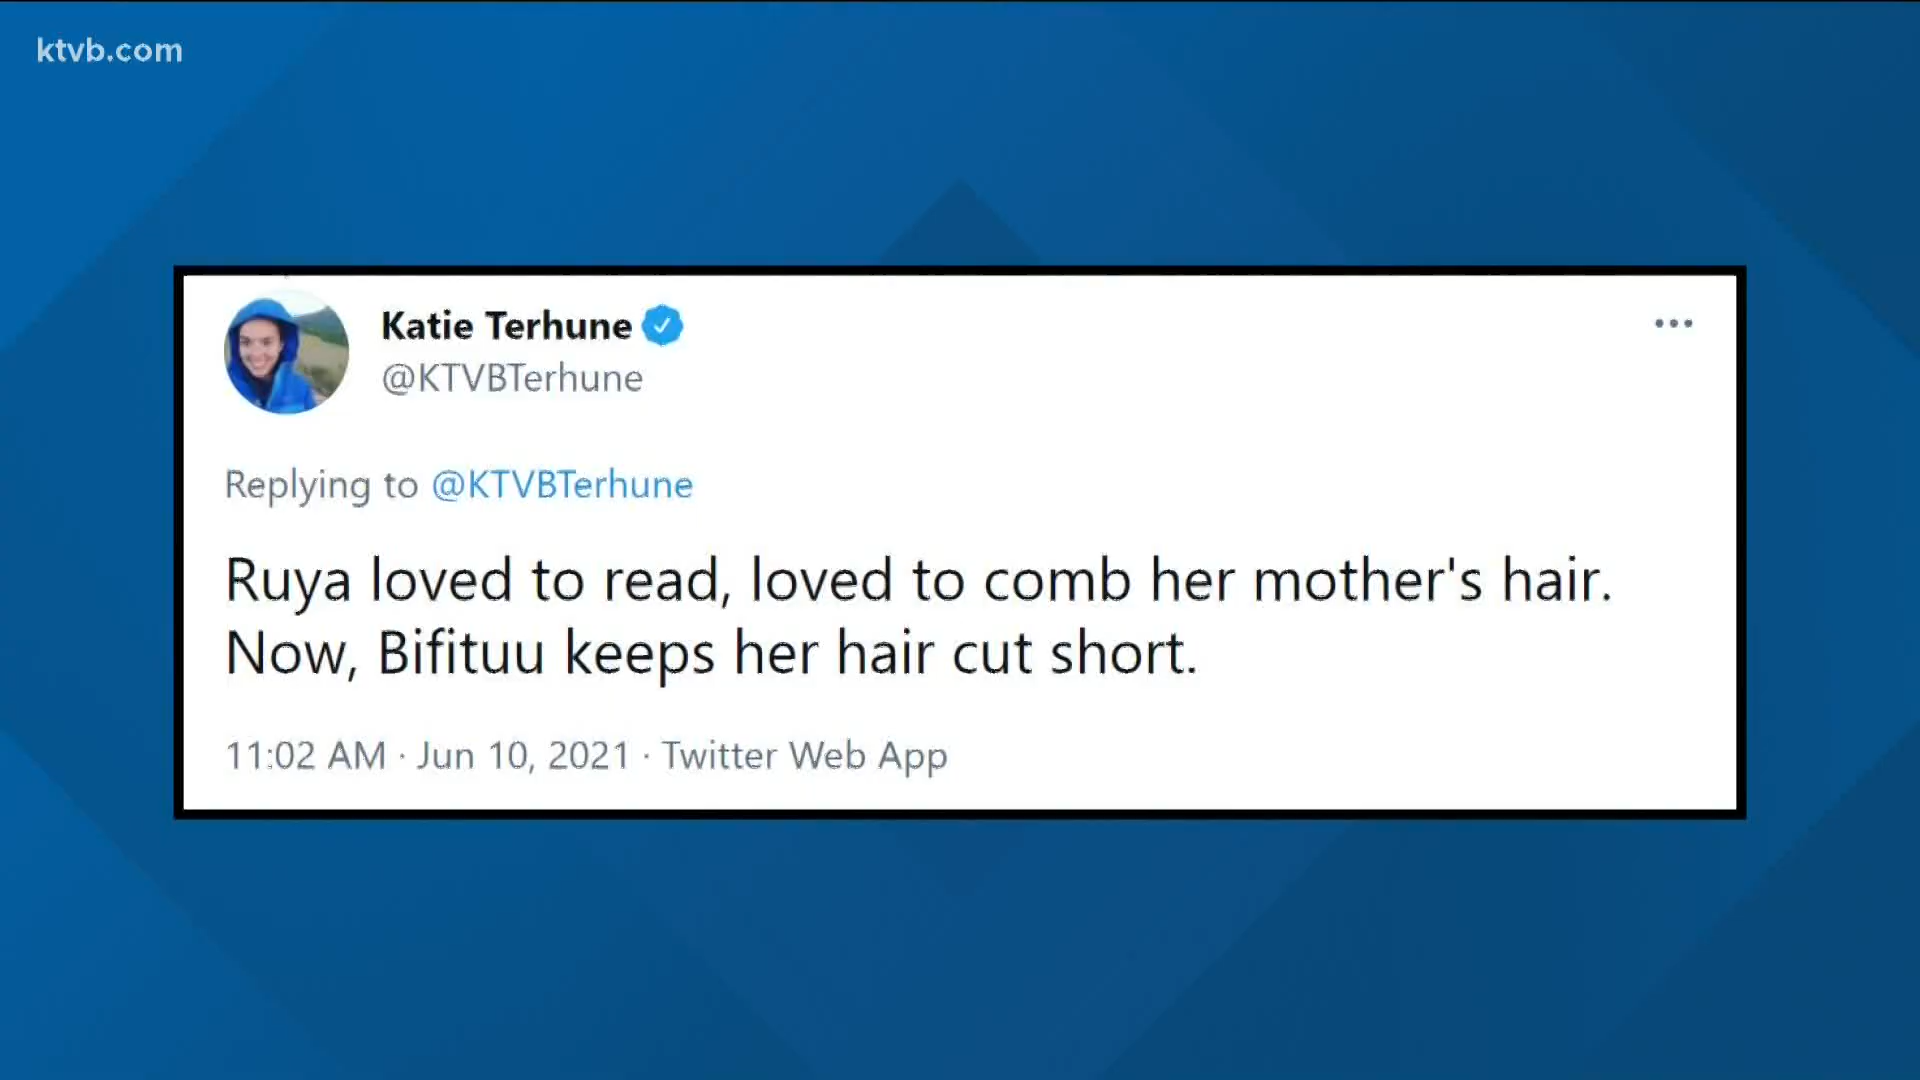 ktvb.com
Katie Terhune
@KTVBTerhune
Replying to @KTVBTerhune
Ruya loved to read, loved to comb her mother's hair.
Now, Bifituu keeps her hair cut short.
11:02 AM · Jun 10, 2021 · Twitter Web App